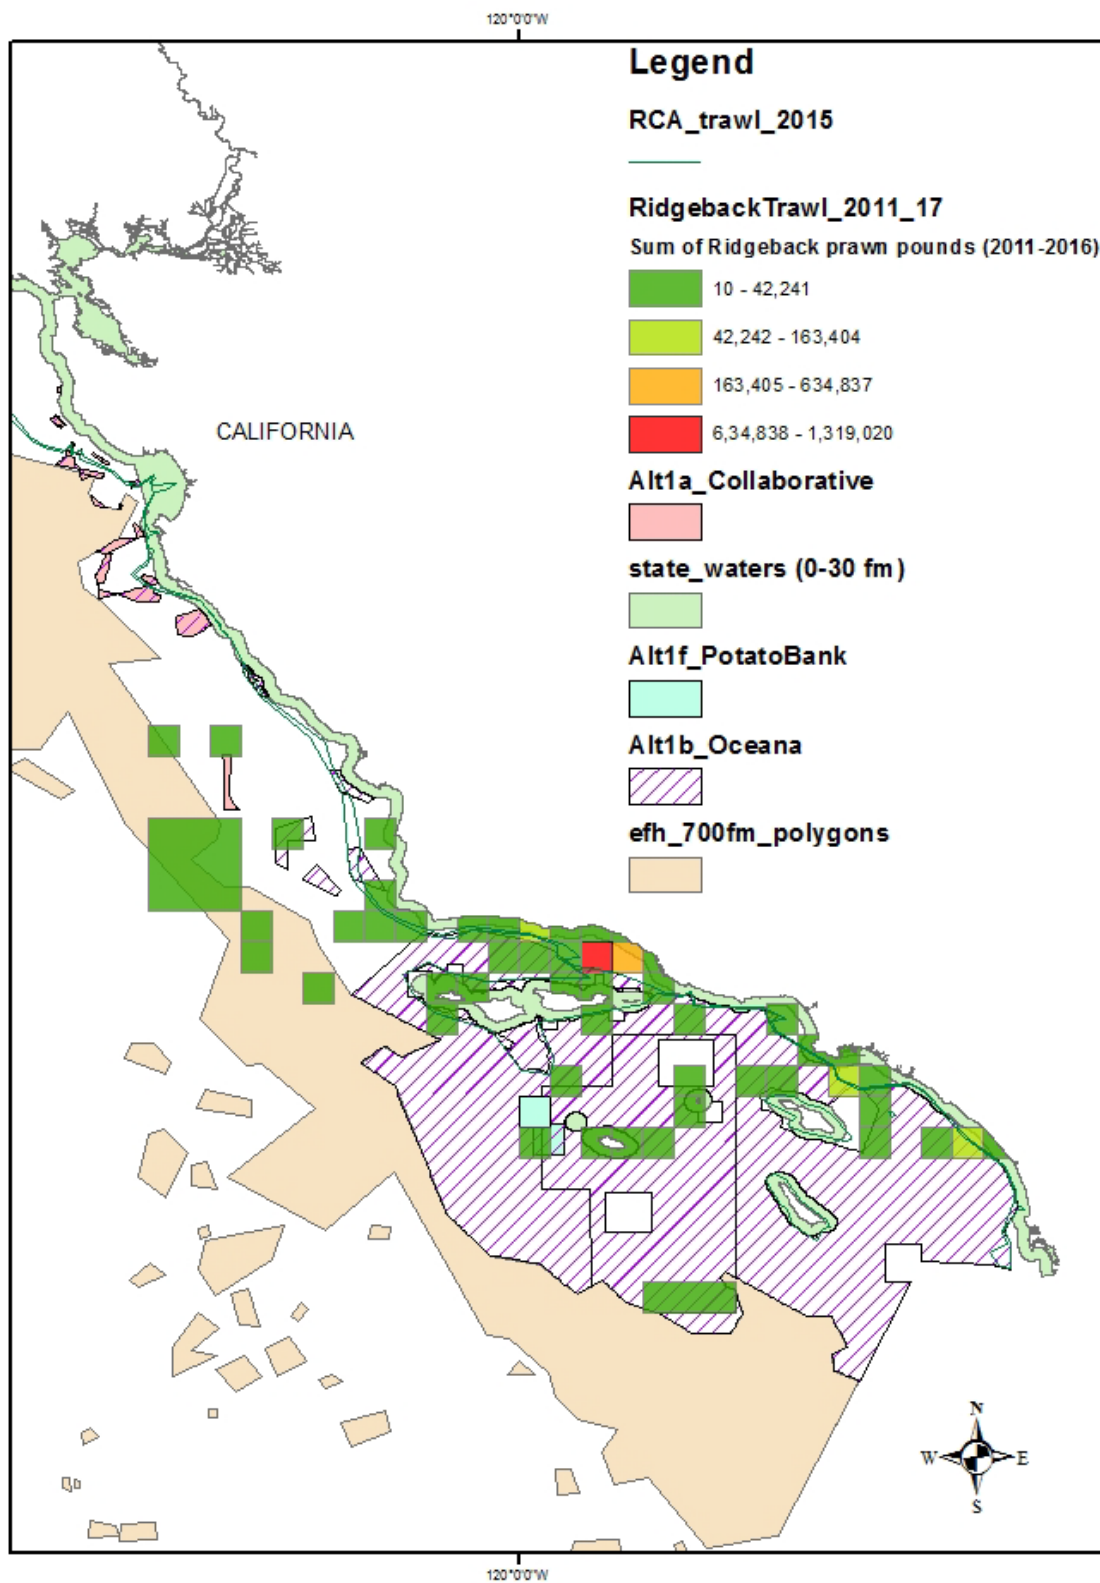 120°0'0"W
Legend
RCA_trawl_2015
RidgebackTrawl_2011_17
Sum of Ridgeback prawn pounds (2011-2016)
10 - 42,241
42,242 - 163,404
163,405 - 634,837
6,34,838 - 1,319,020
CALIFORNIA
Alt1a_Collaborative
state_waters (0-30 fm)
Alt1f_PotatoBank
Alt1b_Oceana
efh_700fm_polygons
N
W E
S
120°0'0"W